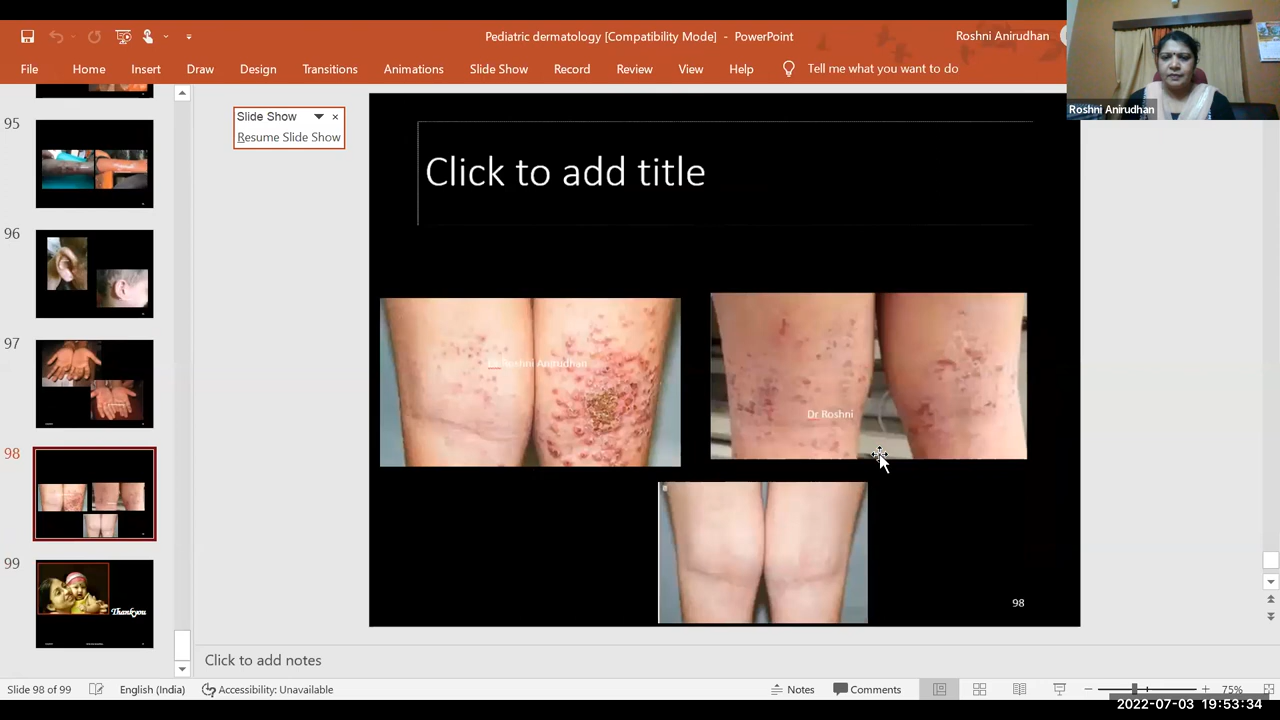 Pediatric dermatology [Compatibility Mode] - PowerPoint
Roshni Anirudhan
File Home Insert Draw Design Transitions Animations Slide Show Record Review View Help Tell me what you want to do
Roshni Anirudhan
Slide Show
Resume Slide Show
95
96
97
98
99
Thankyou
Click to add title
Dr Roshni Anirudhan
Dr Roshni
98
Click to add notes
Slide 98 of 99 English (India) Accessibility: Unavailable Notes Comments 75%
2022-07-03 19:53:34